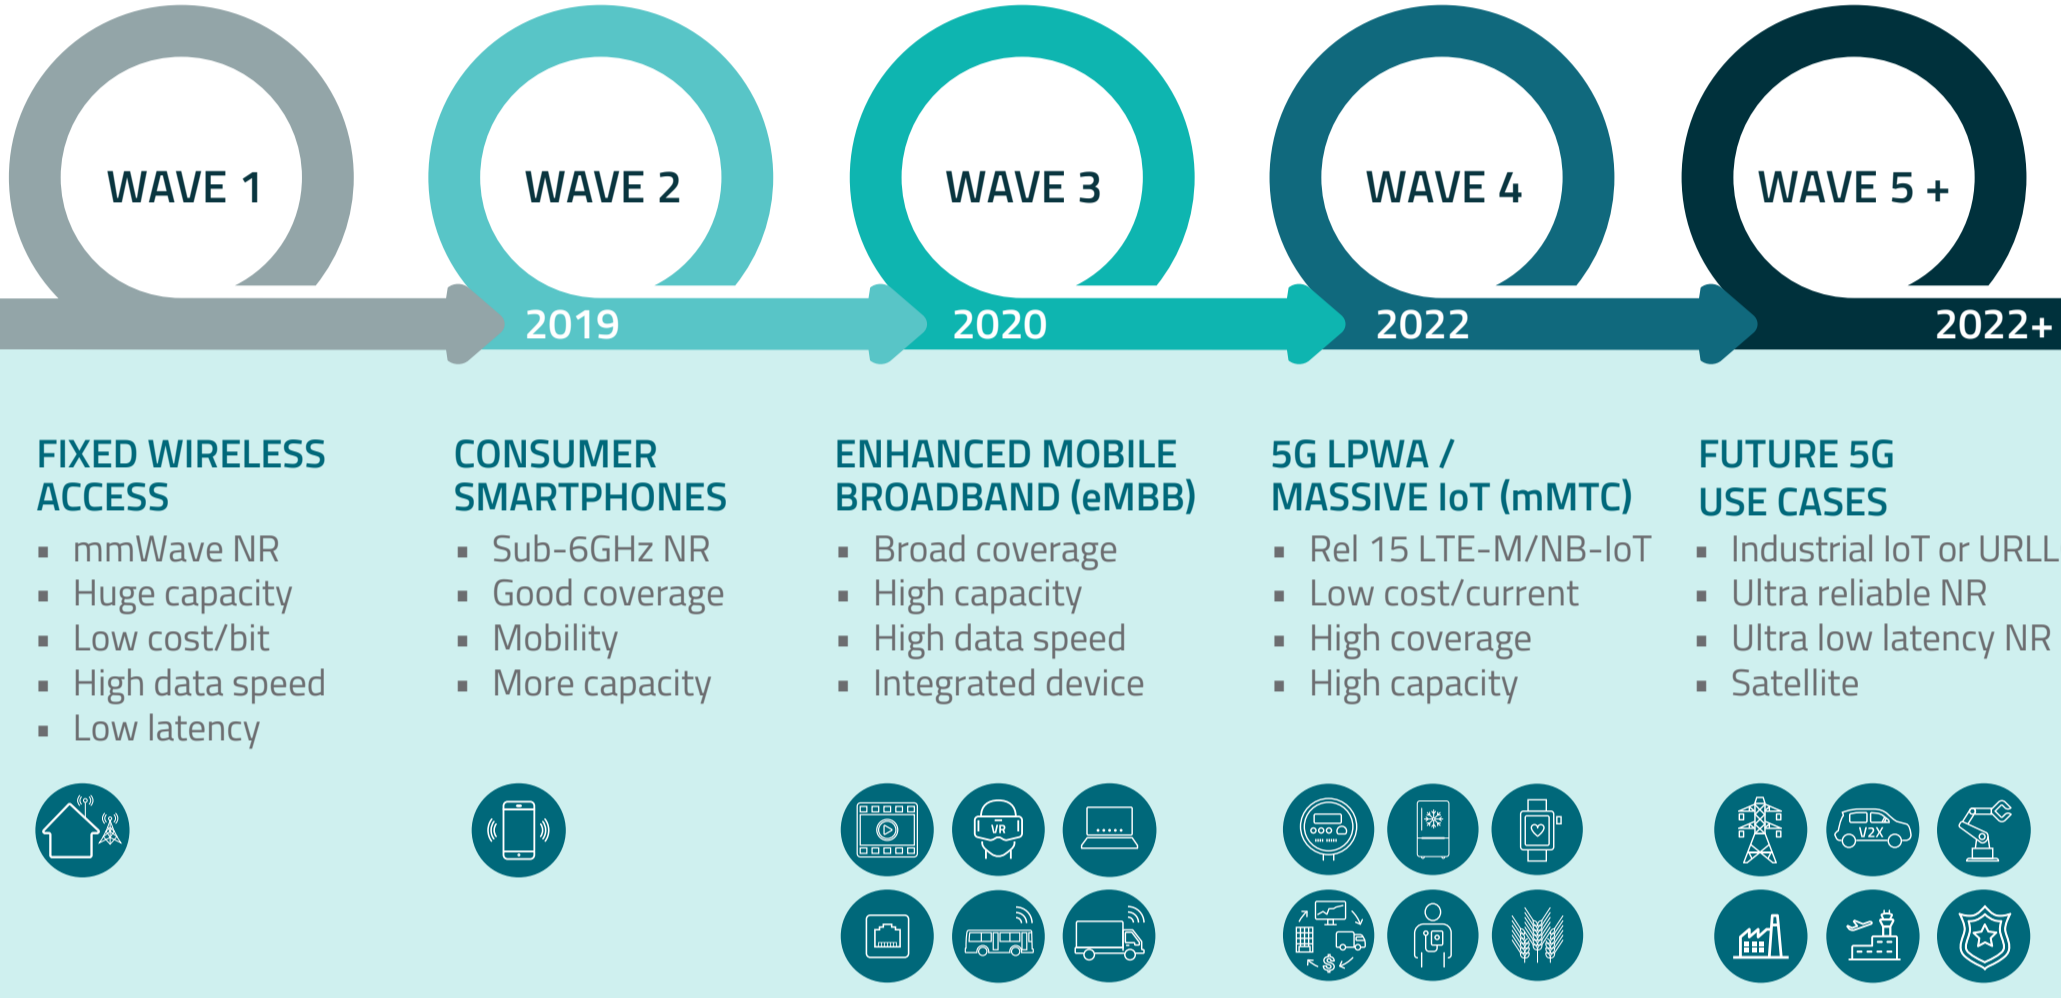 WAVE 1
WAVE 2
WAVE 3
WAVE 4
WAVE 5 +
2019
2020
2022
2022+
FIXED WIRELESS
ACCESS
▪ mmWave NR
▪ Huge capacity
▪ Low cost/bit
▪ High data speed
▪ Low latency
CONSUMER
SMARTPHONES
▪ Sub-6GHz NR
▪ Good coverage
▪ Mobility
▪ More capacity
ENHANCED MOBILE
BROADBAND (eMBB)
▪ Broad coverage
▪ High capacity
▪ High data speed
▪ Integrated device
VR
5G LPWA /
MASSIVE IoT (mMTC)
▪ Rel 15 LTE-M/NB-IoT
▪ Low cost/current
▪ High coverage
▪ High capacity
$
FUTURE 5G
USE CASES
▪ Industrial IoT or URLL
▪ Ultra reliable NR
▪ Ultra low latency NR
▪ Satellite
V2X